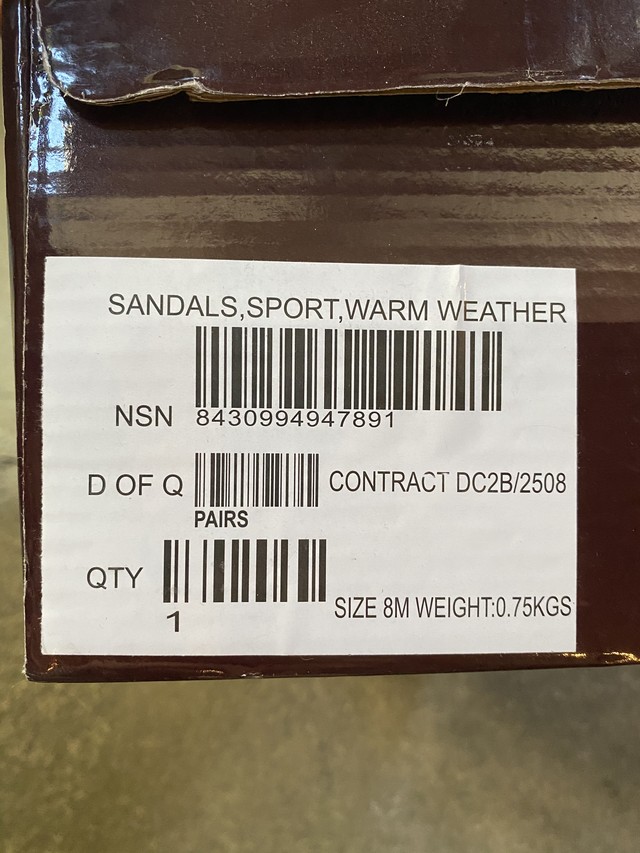 SANDALS,SPORT,WARM WEATHER
NSN 8430994947891
D OF Q CONTRACT DC2B/2508
PAIRS
QTY
1
SIZE 8M WEIGHT:0.75KGS